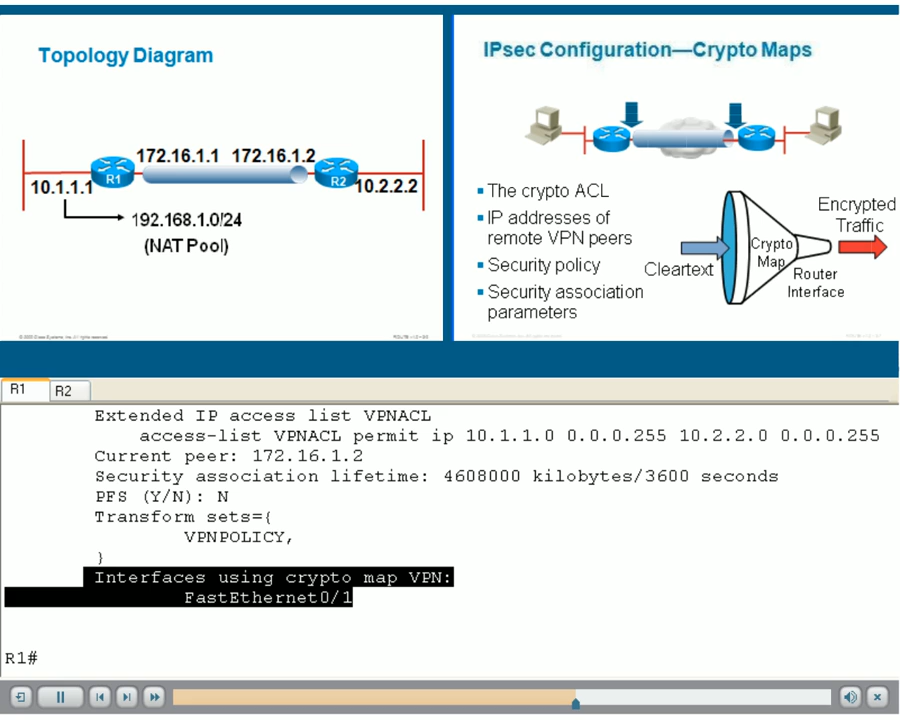 Topology Diagram
172.16.1.1 172.16.1.2
R1
R2
10.1.1.1
10.2.2.2
192.168.1.0/24
(NAT Pool)
IPsec Configuration—Crypto Maps
The crypto ACL
IP addresses of
remote VPN peers
Security policy
Security association
parameters
Cleartext
Crypto
Map
Router
Interface
Encrypted
Traffic
R1
R2
Extended IP access list VPNACL
access-list VPNACL permit ip 10.1.1.0 0.0.0.255 10.2.2.0 0.0.0.255
Current peer: 172.16.1.2
Security association lifetime: 4608000 kilobytes/3600 seconds
PFS (Y/N): N
Transform sets={
VPNPOLICY,
}
Interfaces using crypto map VPN:
FastEthernet0/1
R1#